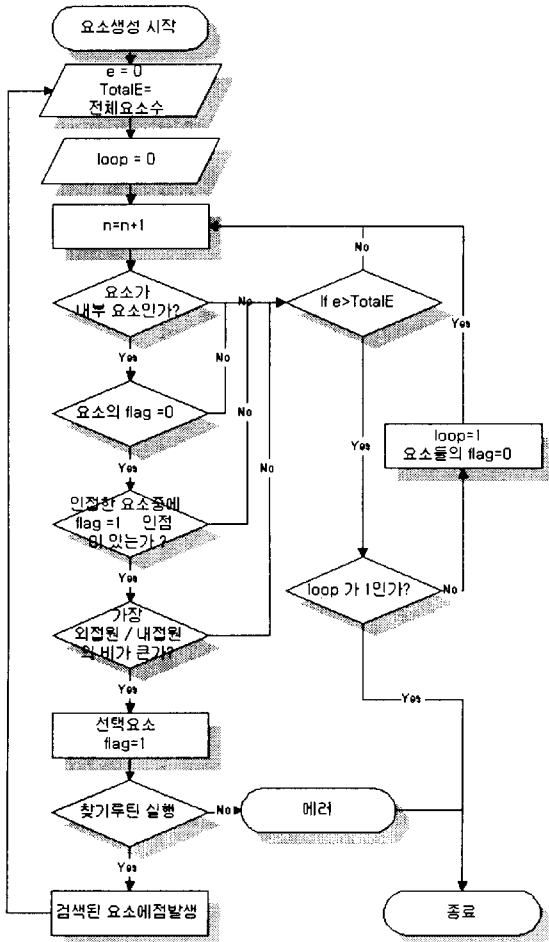 요소생성 시작
e = 0
TotalE=
전체요소수
loop = 0
n=n+1
요소가
내부 요소인가?
No
If e>TotalE
No
Yes
No
Yes
요소의 flag =0
No
Yes
Yes
No
loop=1
요소들의 flag=0
인접한 요소중에
flag =1 인점
이 있는가 ?
Yes
loop 가 1인가?
No
가장
외접원 / 내접원
의 비가 큰가?
Yes
Yes
선택요소
flag=1
찾기루틴 실행
No
에러
Yes
검색된 요소에점발생
종료